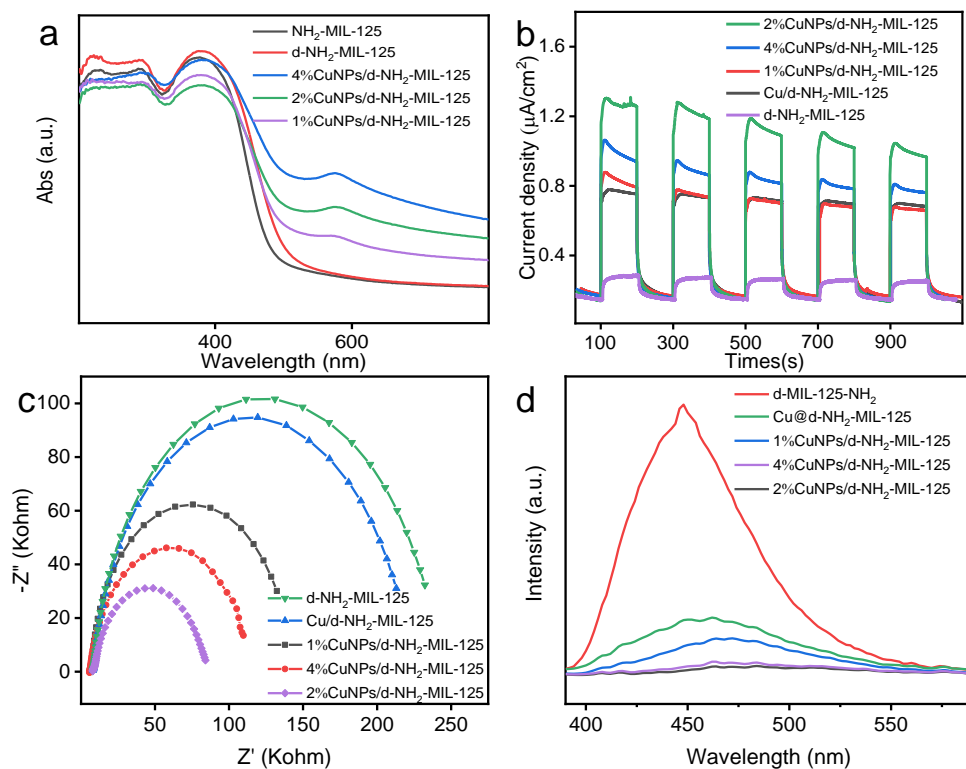 a
NH₂-MIL-125
d-NH₂-MIL-125
4%CuNPs/d-NH₂-MIL-125
2%CuNPs/d-NH₂-MIL-125
1%CuNPs/d-NH₂-MIL-125
Abs (a.u.)
400
600
Wavelength (nm)
b
2%CuNPs/d-NH₂-MIL-125
4%CuNPs/d-NH₂-MIL-125
1%CuNPs/d-NH₂-MIL-125
Cu/d-NH₂-MIL-125
d-NH₂-MIL-125
Current density (μA/cm²)
1.6
1.2
0.8
0.4
100
300
500
700
900
Times(s)
c
100
80
60
40
20
0
-Z" (Kohm)
d-NH₂-MIL-125
Cu/d-NH₂-MIL-125
1%CuNPs/d-NH₂-MIL-125
4%CuNPs/d-NH₂-MIL-125
2%CuNPs/d-NH₂-MIL-125
50
100
150
200
250
Z' (Kohm)
d
d-MIL-125-NH₂
Cu@d-NH₂-MIL-125
1%CuNPs/d-NH₂-MIL-125
4%CuNPs/d-NH₂-MIL-125
2%CuNPs/d-NH₂-MIL-125
Intensity (a.u.)
400
450
500
550
Wavelength (nm)